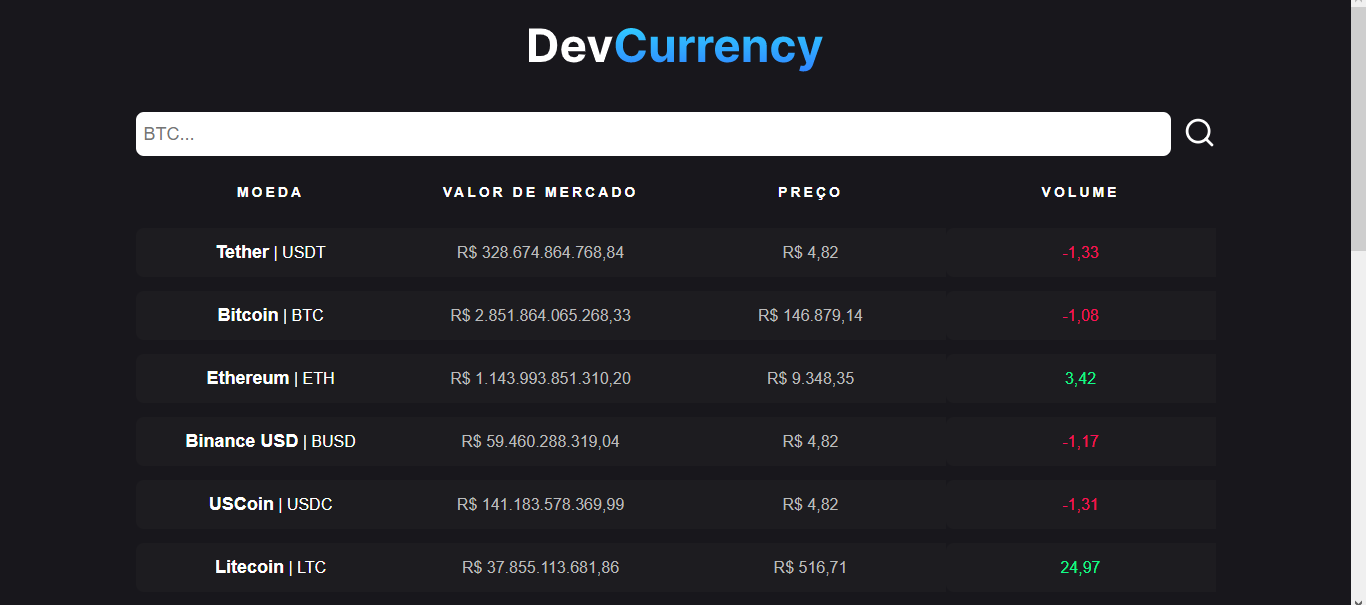 DevCurrency
BTC...
MOEDA VALOR DE MERCADO PREÇO VOLUME
Tether | USDT R$ 328.674.864.768,84 R$ 4,82 -1,33
Bitcoin | BTC R$ 2.851.864.065.268,33 R$ 146.879,14 -1,08
Ethereum | ETH R$ 1.143.993.851.310,20 R$ 9.348,35 3,42
Binance USD | BUSD R$ 59.460.288.319,04 R$ 4,82 -1,17
USCoin | USDC R$ 141.183.578.369,99 R$ 4,82 -1,31
Litecoin | LTC R$ 37.855.113.681,86 R$ 516,71 24,97